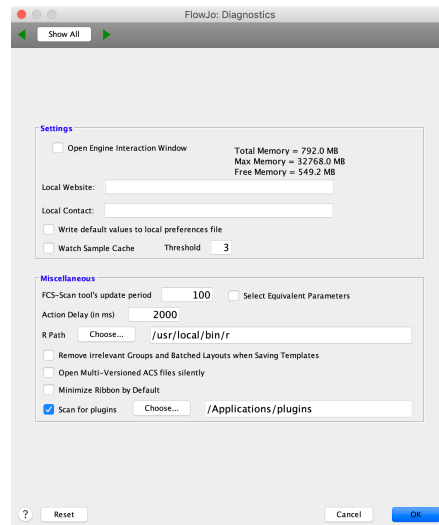 FlowJo: Diagnostics
Show All
Settings
Open Engine Interaction Window
Total Memory = 792.0 MB
Max Memory = 32768.0 MB
Free Memory = 549.2 MB
Local Website:
Local Contact:
Write default values to local preferences file
Watch Sample Cache Threshold 3
Miscellaneous
FCS-Scan tool's update period 100 Select Equivalent Parameters
Action Delay (in ms) 2000
R Path Choose... /usr/local/bin/r
Remove irrelevant Groups and Batched Layouts when Saving Templates
Open Multi-Versioned ACS files silently
Minimize Ribbon by Default
Scan for plugins Choose... /Applications/plugins
? Reset Cancel OK